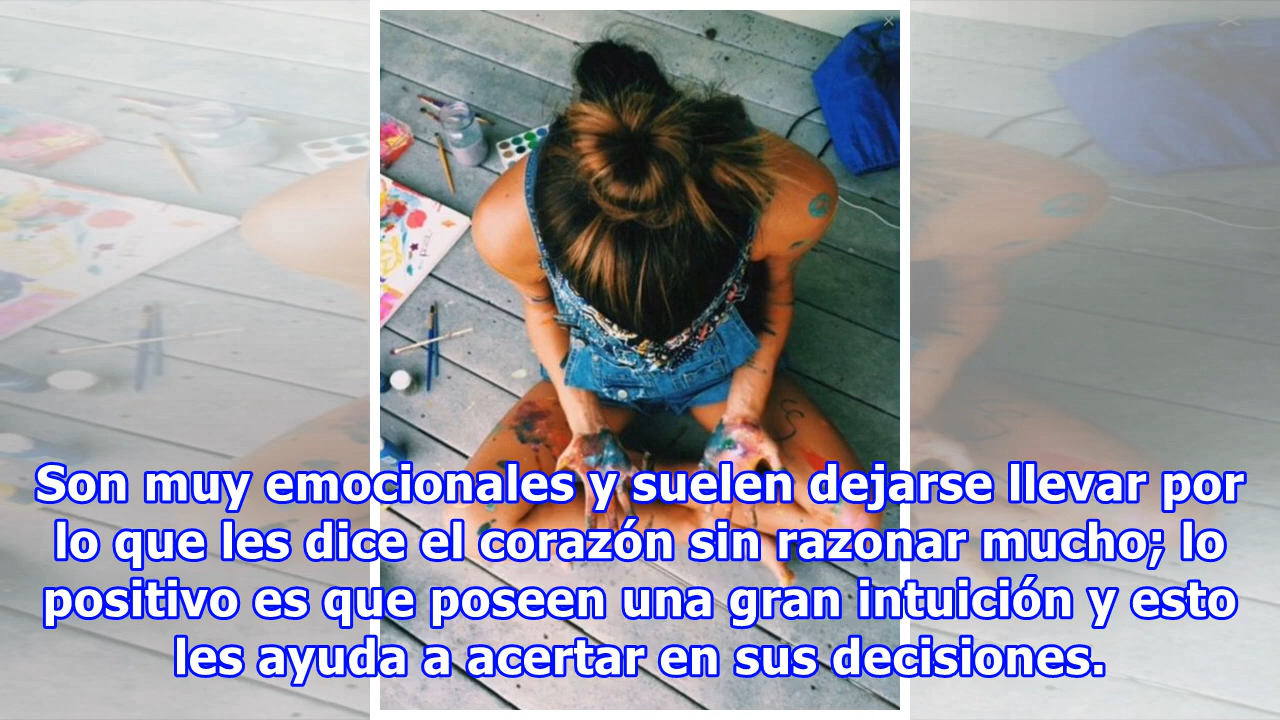 Son muy emocionales y suelen dejarse llevar por
lo que les dice el corazón sin razonar mucho; lo
positivo es que poseen una gran intuición y esto
les ayuda a acertar en sus decisiones.